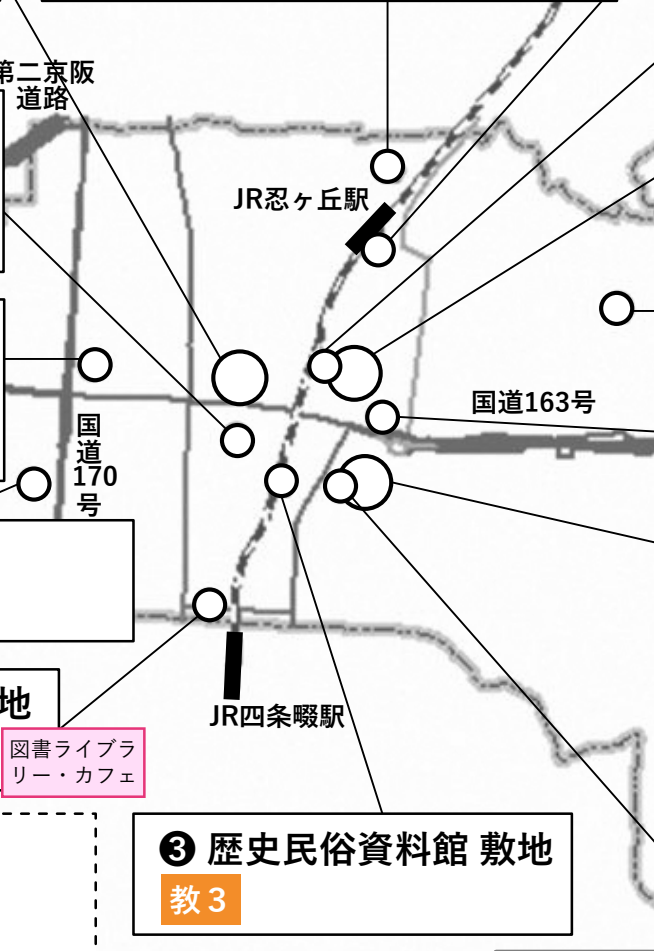 第二京阪
道路
JR忍ヶ丘駅
国道163号
国
道
170
号
JR四条畷駅
地
図書ライブラ
リー・カフェ
❸ 歴史民俗資料館 敷地
教３